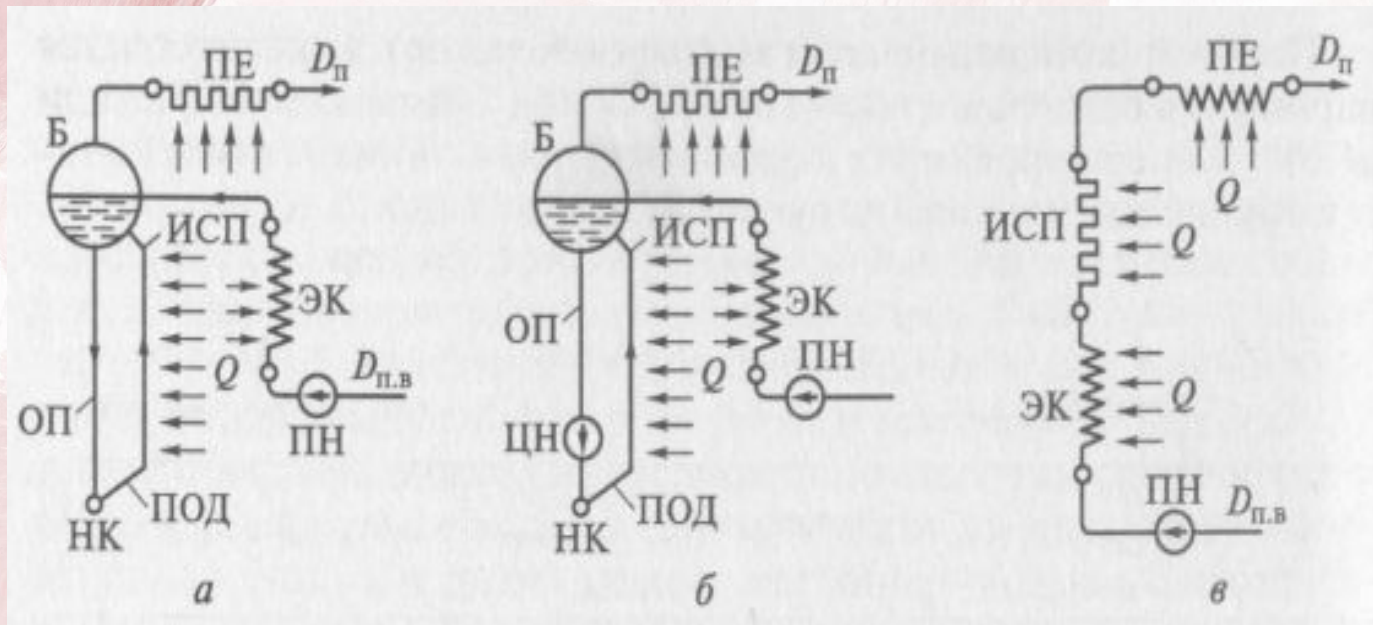 ПЕ Dп
Б
ИСП
ЭК
Q
Dп.в
ОП
ПН
ПОД
НК
а
ПЕ Dп
Б
ИСП
ЭК
ОП
ПН
Q
ЦН
ПОД
НК
б
ПЕ Dп
Q
ИСП
Q
ЭК
Q
ПН Dп.в
в